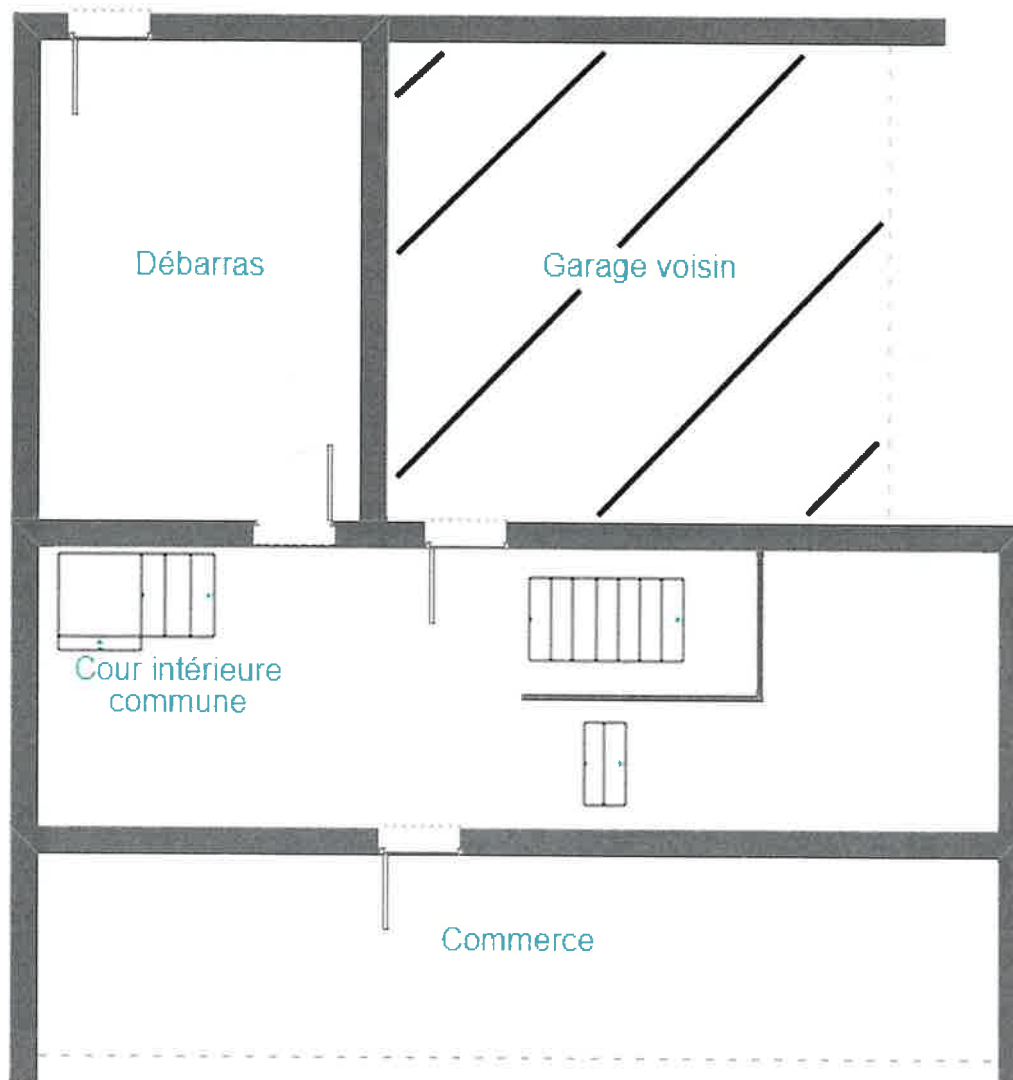 Débarras
Garage voisin
Cour intérieure
commune
Commerce